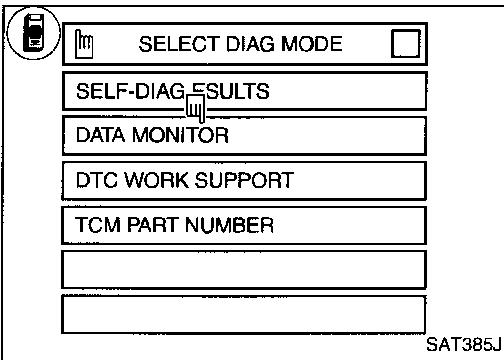 SELECT DIAG MODE
SELF-DIAG ESULTS
DATA MONITOR
DTC WORK SUPPORT
TCM PART NUMBER
SAT385J